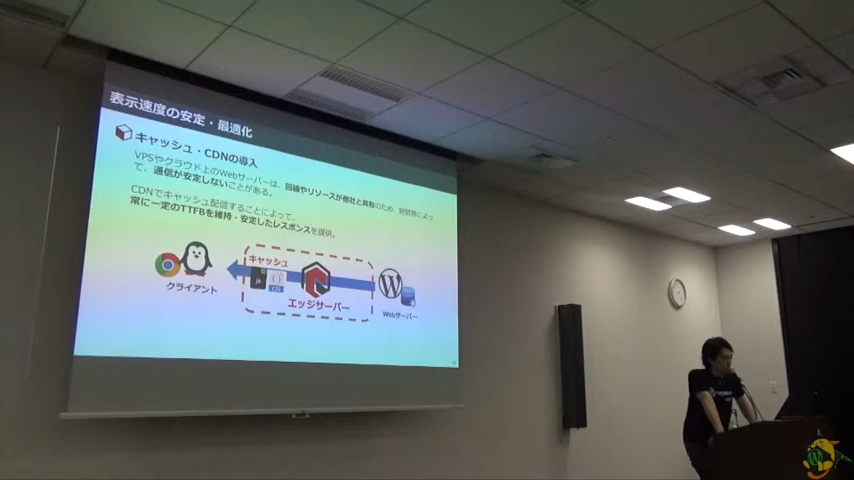 表示速度の安定・最適化
キャッシュ・CDNの導入
VPSやクラウド上のWebサーバーは、回線やリソースが他社と共有のため、時間帯によっ
て、通信が安定しないことがある。
CDNでキャッシュ配信することによって、
常に一定のTTFBを維持・安定したレスポンスを提供。
キャッシュ
クライアント
エッジサーバー
Webサーバー